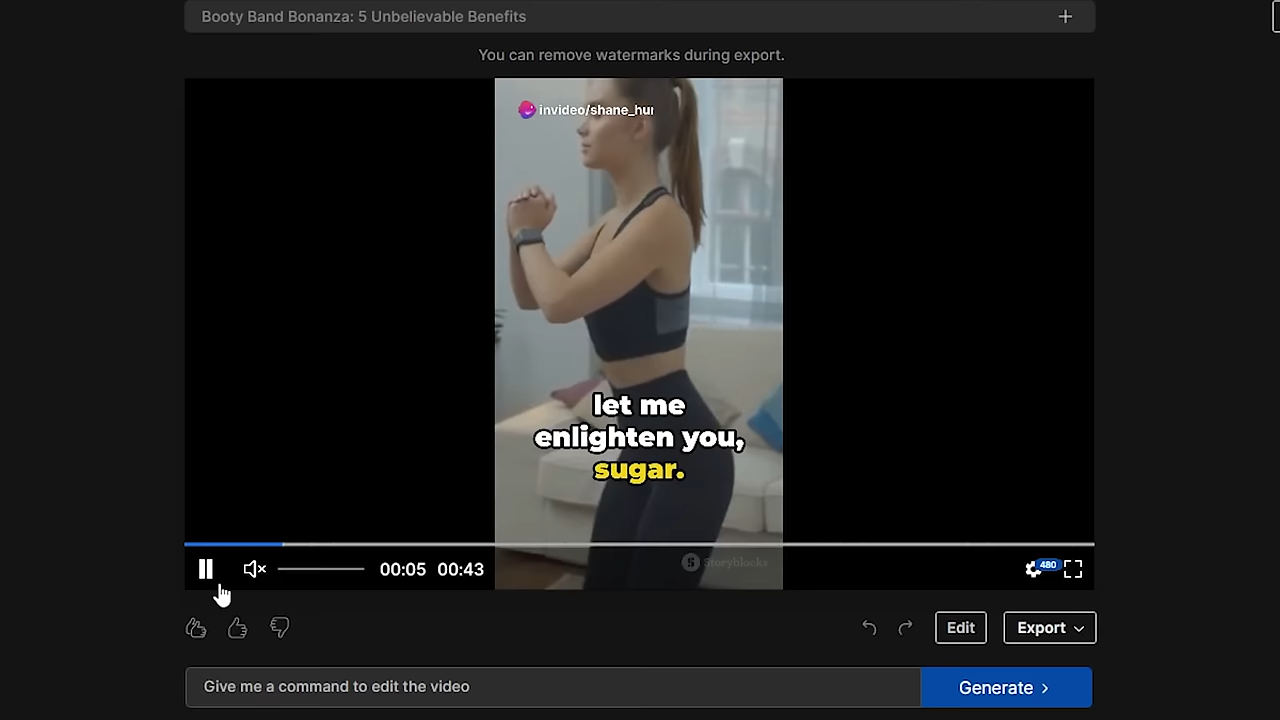 Booty Band Bonanza: 5 Unbelievable Benefits
You can remove watermarks during export.
invideo/shane_hu
let me
enlighten you,
sugar.
Storyblocks
00:05 00:43
480
Edit
Export
Give me a command to edit the video
Generate